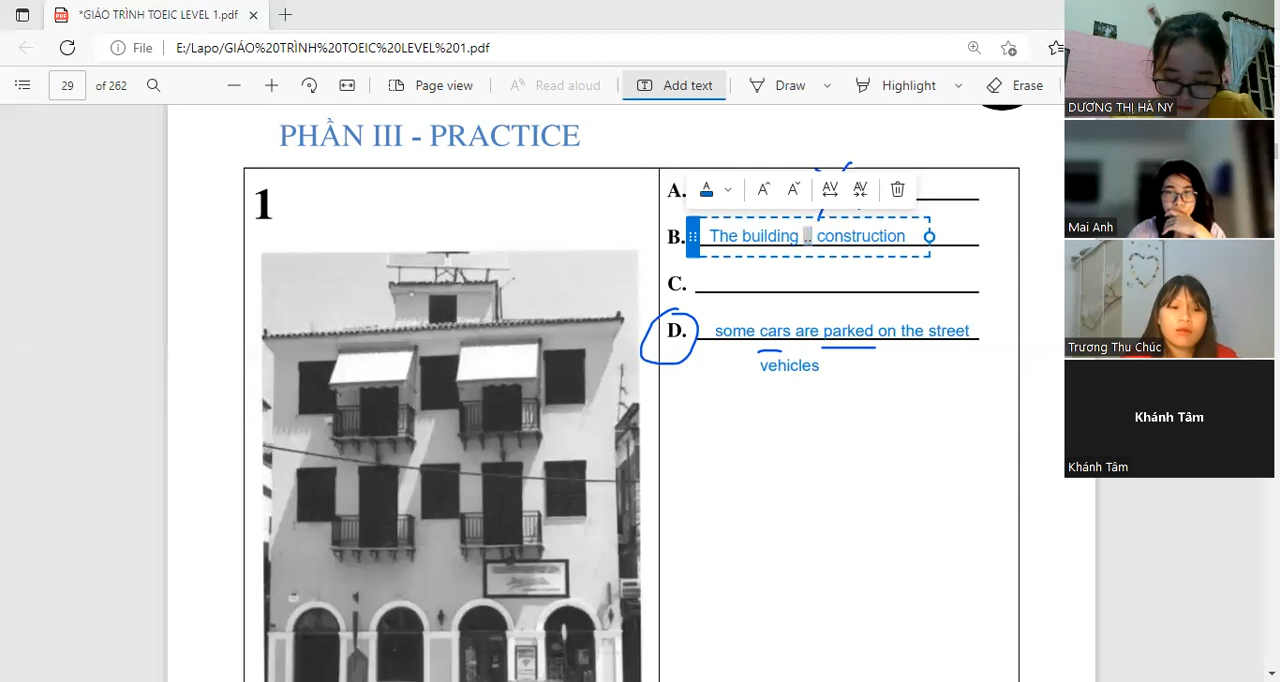 *GIÁO TRÌNH TOEIC LEVEL 1.pdf
File E:/Lapo/GIÁO%20TRÌNH%20TOEIC%20LEVEL%201.pdf
29 of 262 Page view Read aloud Add text Draw Highlight Erase
PHẦN III - PRACTICE
1
A.
B. The building .. construction
C.
D. some cars are parked on the street
vehicles
DƯƠNG THỊ HÀ NY
Mai Anh
Trương Thu Chúc
Khánh Tâm
Khánh Tâm